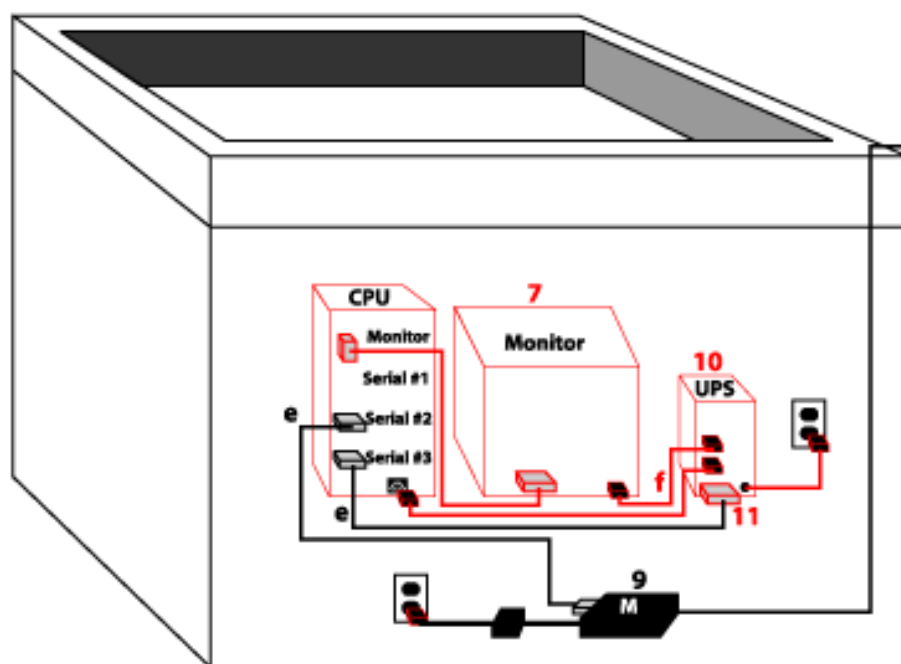 7
CPU
Monitor
Monitor
10
UPS
Serial #1
e
Serial #2
Serial #3
f
e
11
9
M